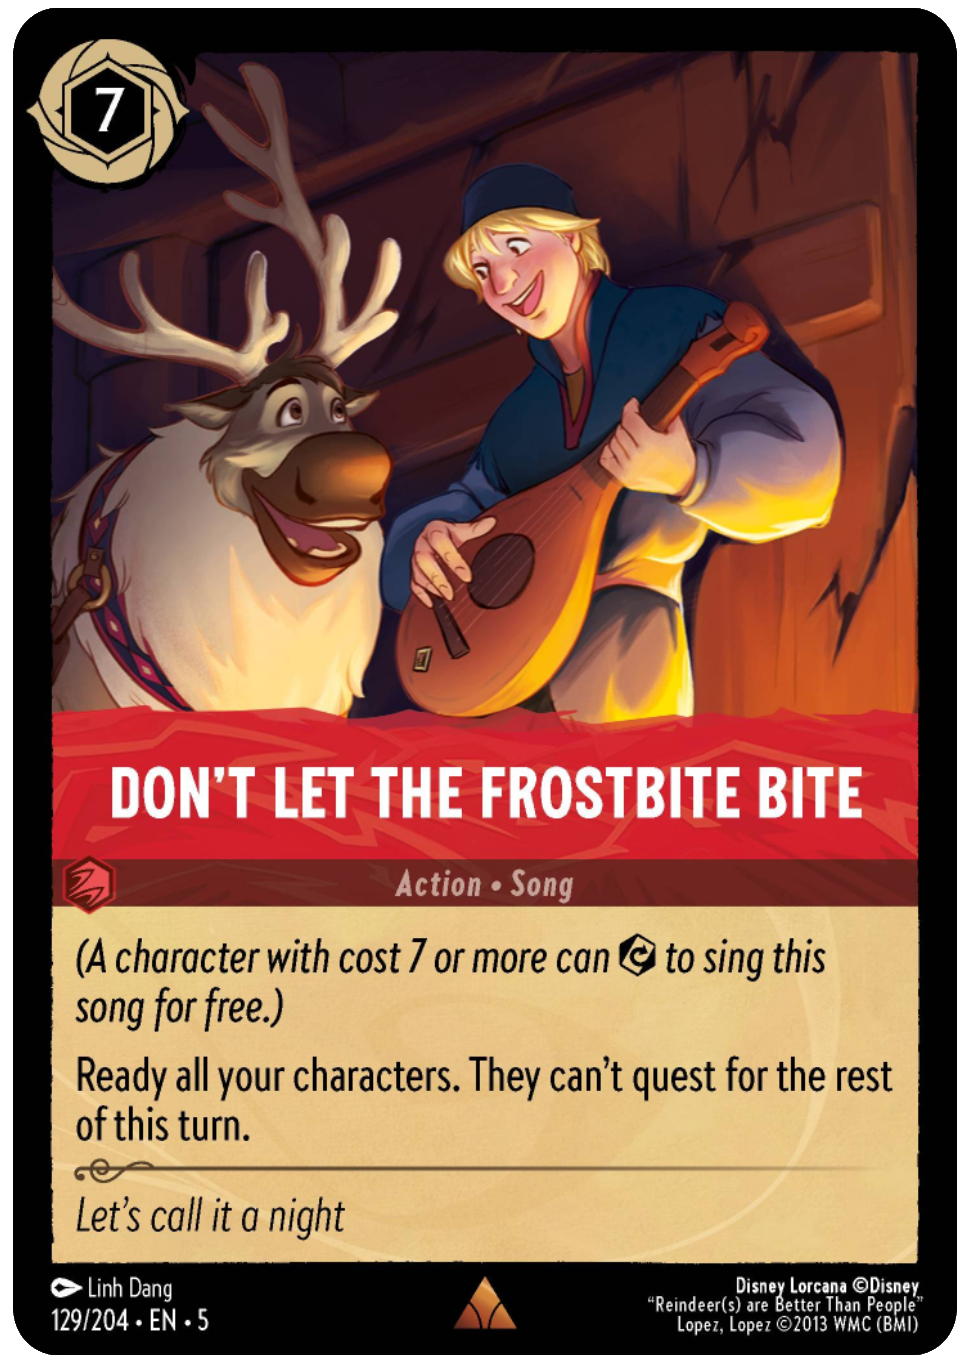 7
DON'T LET THE FROSTBITE BITE
Action • Song
(A character with cost 7 or more can to sing this
song for free.)
Ready all your characters. They can't quest for the rest
of this turn.
Let's call it a night
Linh Dang
129/204 • EN • 5
Disney Lorcana ©Disney
“Reindeer(s) are Better Than People”
Lopez, Lopez ©2013 WMC (BMI)